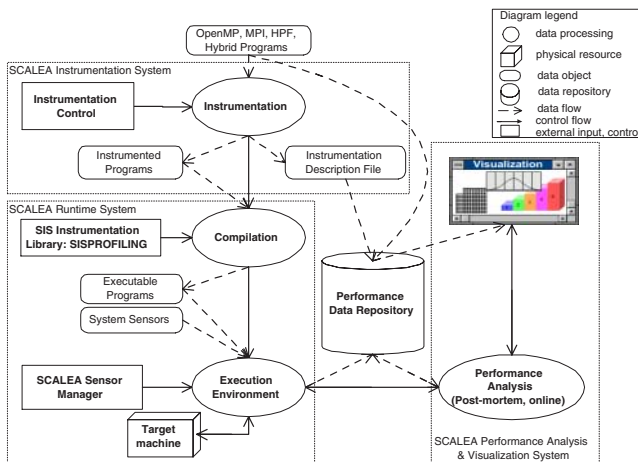 OpenMP, MPI, HPF,
Hybrid Programs
Diagram legend
data processing
physical resource
data object
data repository
data flow
control flow
external input, control
SCALEA Instrumentation System
Instrumentation
Control
Instrumentation
Instrumented
Programs
Instrumentation
Description File
Visualization
SCALEA Runtime System
SIS Instrumentation
Library: SISPROFILING
Compilation
Executable
Programs
System Sensors
Performance
Data Repository
SCALEA Sensor
Manager
Execution
Environment
Target
machine
Performance
Analysis
(Post-mortem, online)
SCALEA Performance Analysis
& Visualization System